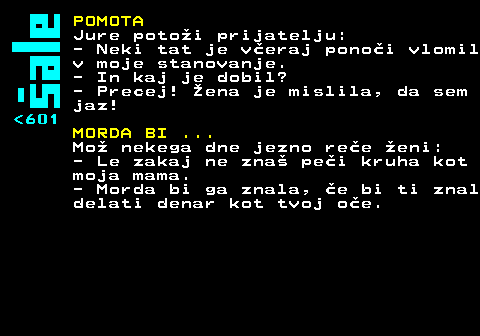 šale
<601
POMOTA
Jure potoži prijatelju:
- Neki tat je včeraj ponoči vlomil
v moje stanovanje.
- In kaj je dobil?
- Precej! Žena je mislila, da sem
jaz!
MORDA BI ...
Mož nekega dne jezno reče ženi:
- Le zakaj ne znaš peči kruha kot
moja mama.
- Morda bi ga znala, če bi ti znal
delati denar kot tvoj oče.